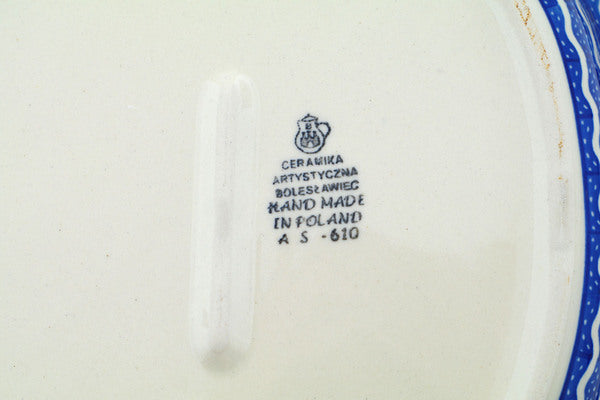 CERAMIKA
ARTYSTYCZNA
BOLESŁAWIEC
HAND MADE
IN POLAND
A S - 610